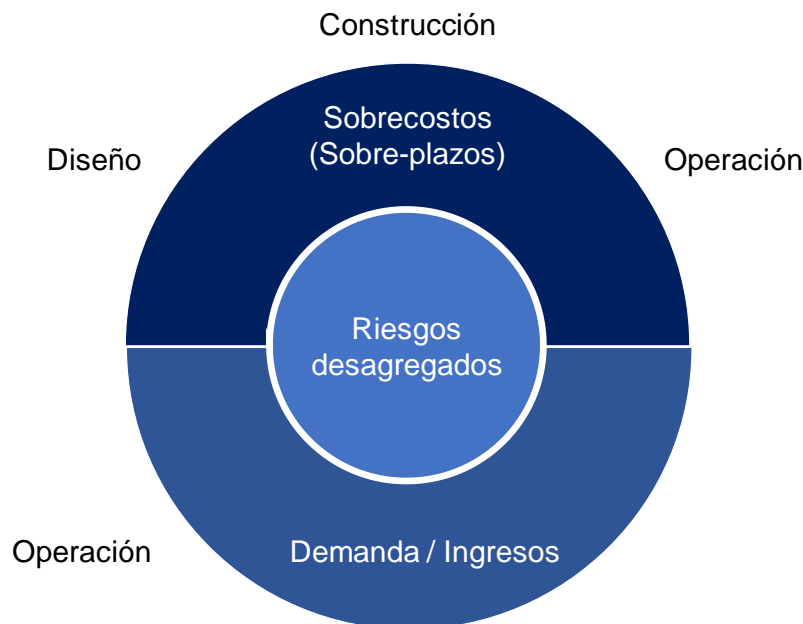 Construcción
Sobrecostos
(Sobre-plazos)
Diseño
Operación
Riesgos
desagregados
Operación
Demanda / Ingresos